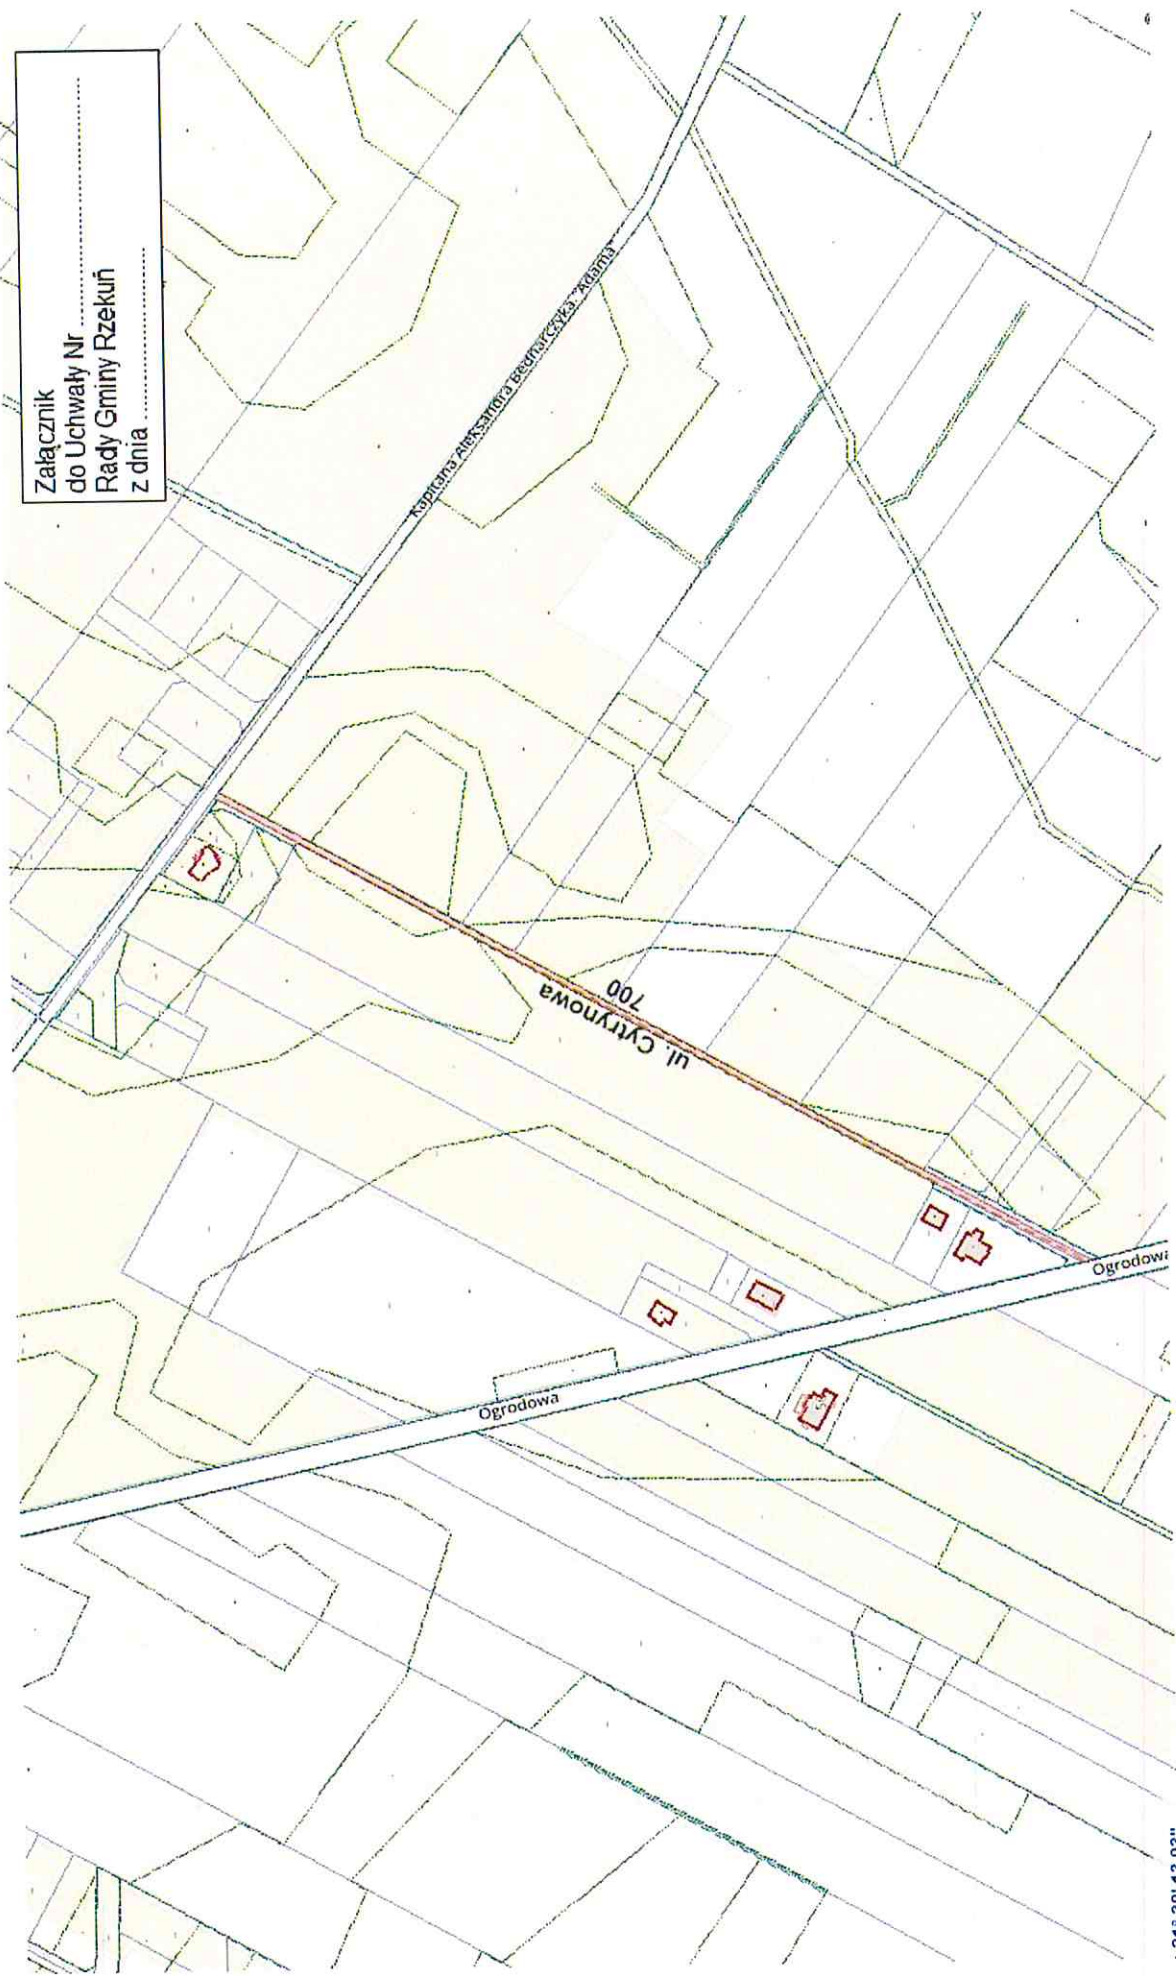 Załącznik
do Uchwały Nr ..............................
Rady Gminy Rzekuń
z dnia ......................
Kapitana Aleksandra Bednarczyka "Adama"
ul. Cytrynowa
700
Ogrodowa
Ogrodowa